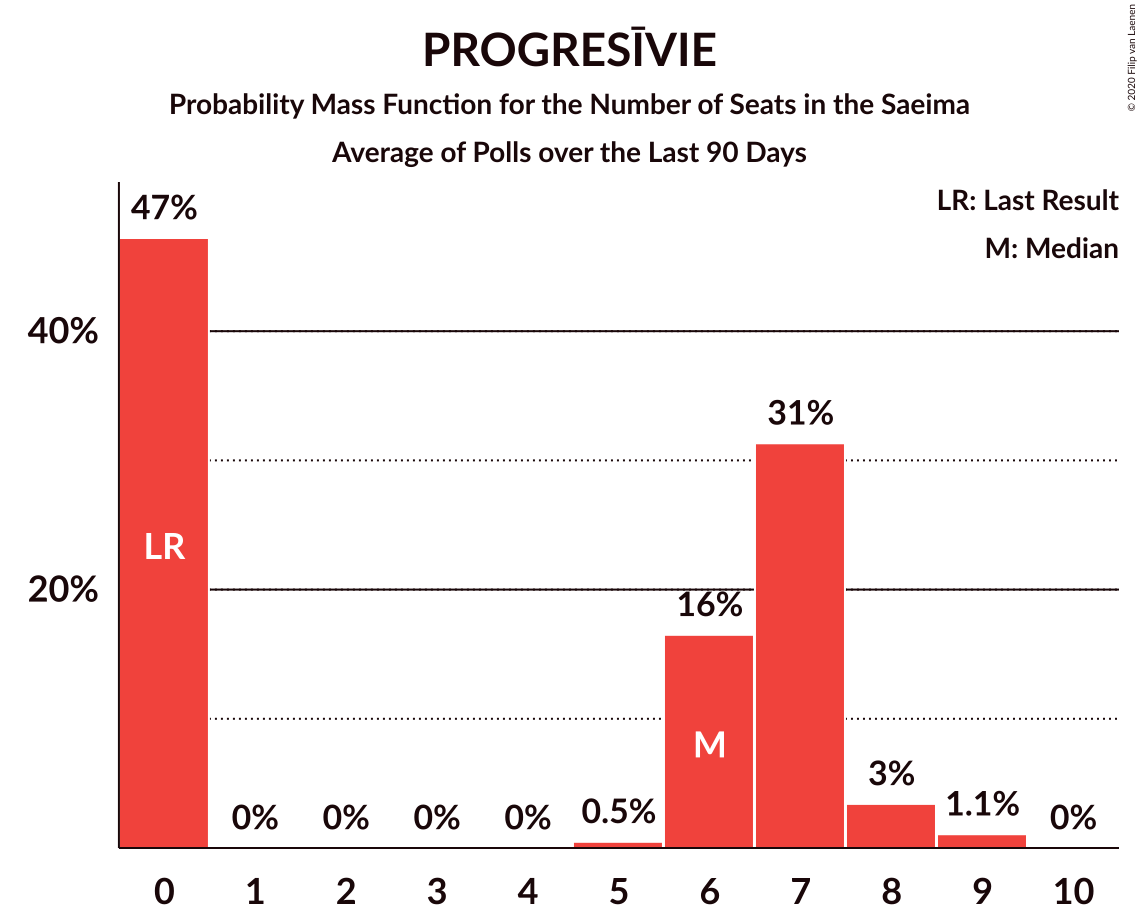 PROGRESĪVIE
Probability Mass Function for the Number of Seats in the Saeima
Average of Polls over the Last 90 Days
© 2020 Filip van Laenen
LR: Last Result
M: Median
47%
40%
31%
LR
20%
16%
M
3%
0% 0% 0% 0% 0.5% 1.1% 0%
0 1 2 3 4 5 6 7 8 9 10